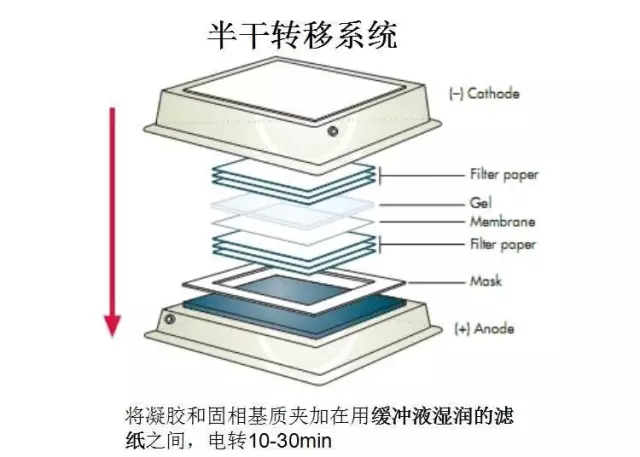 半干转移系统
(–) Cathode
Filter paper
Gel
Membrane
Filter paper
Mask
(+) Anode
将凝胶和固相基质夹加在用缓冲液湿润的滤
纸之间，电转10-30min